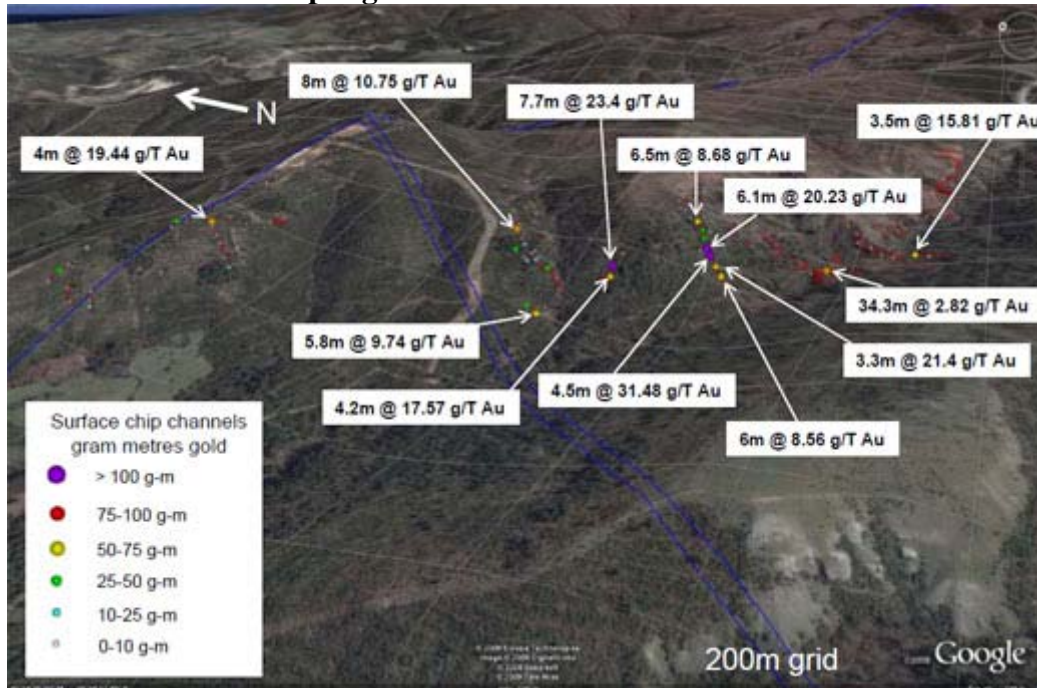 8m @ 10.75 g/T Au
7.7m @ 23.4 g/T Au
3.5m @ 15.81 g/T Au
N
4m @ 19.44 g/T Au
6.5m @ 8.68 g/T Au
6.1m @ 20.23 g/T Au
34.3m @ 2.82 g/T Au
5.8m @ 9.74 g/T Au
3.3m @ 21.4 g/T Au
4.2m @ 17.57 g/T Au
4.5m @ 31.48 g/T Au
6m @ 8.56 g/T Au
Surface chip channels
gram metres gold
> 100 g-m
75-100 g-m
50-75 g-m
25-50 g-m
10-25 g-m
0-10 g-m
200m grid
Google